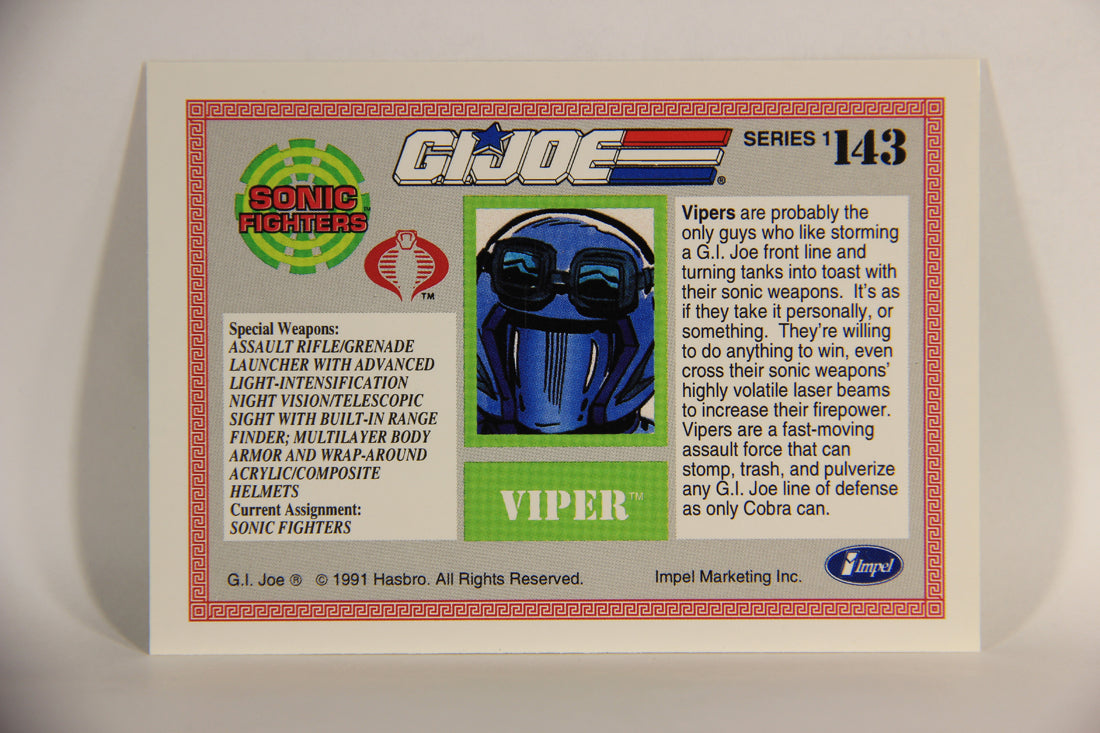 G.I. JOE ®
SERIES 1 143
SONIC
FIGHTERS™
™
Special Weapons:
ASSAULT RIFLE/GRENADE
LAUNCHER WITH ADVANCED
LIGHT-INTENSIFICATION
NIGHT VISION/TELESCOPIC
SIGHT WITH BUILT-IN RANGE
FINDER; MULTILAYER BODY
ARMOR AND WRAP-AROUND
ACRYLIC/COMPOSITE
HELMETS
Current Assignment:
SONIC FIGHTERS
VIPER™
Vipers are probably the
only guys who like storming
a G.I. Joe front line and
turning tanks into toast with
their sonic weapons. It's as
if they take it personally, or
something. They're willing
to do anything to win, even
cross their sonic weapons'
highly volatile laser beams
to increase their firepower.
Vipers are a fast-moving
assault force that can
stomp, trash, and pulverize
any G.I. Joe line of defense
as only Cobra can.
G.I. Joe ® © 1991 Hasbro. All Rights Reserved.
Impel Marketing Inc.
Impel